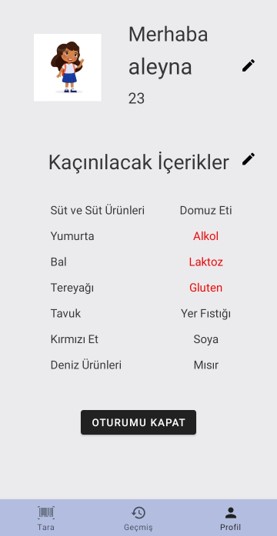 Merhaba
aleyna
23
Kaçınılacak İçerikler
Süt ve Süt Ürünleri Domuz Eti
Yumurta Alkol
Bal Laktoz
Tereyağı Gluten
Tavuk Yer Fıstığı
Kırmızı Et Soya
Deniz Ürünleri Mısır
OTURUMU KAPAT
Tara Geçmiş Profil